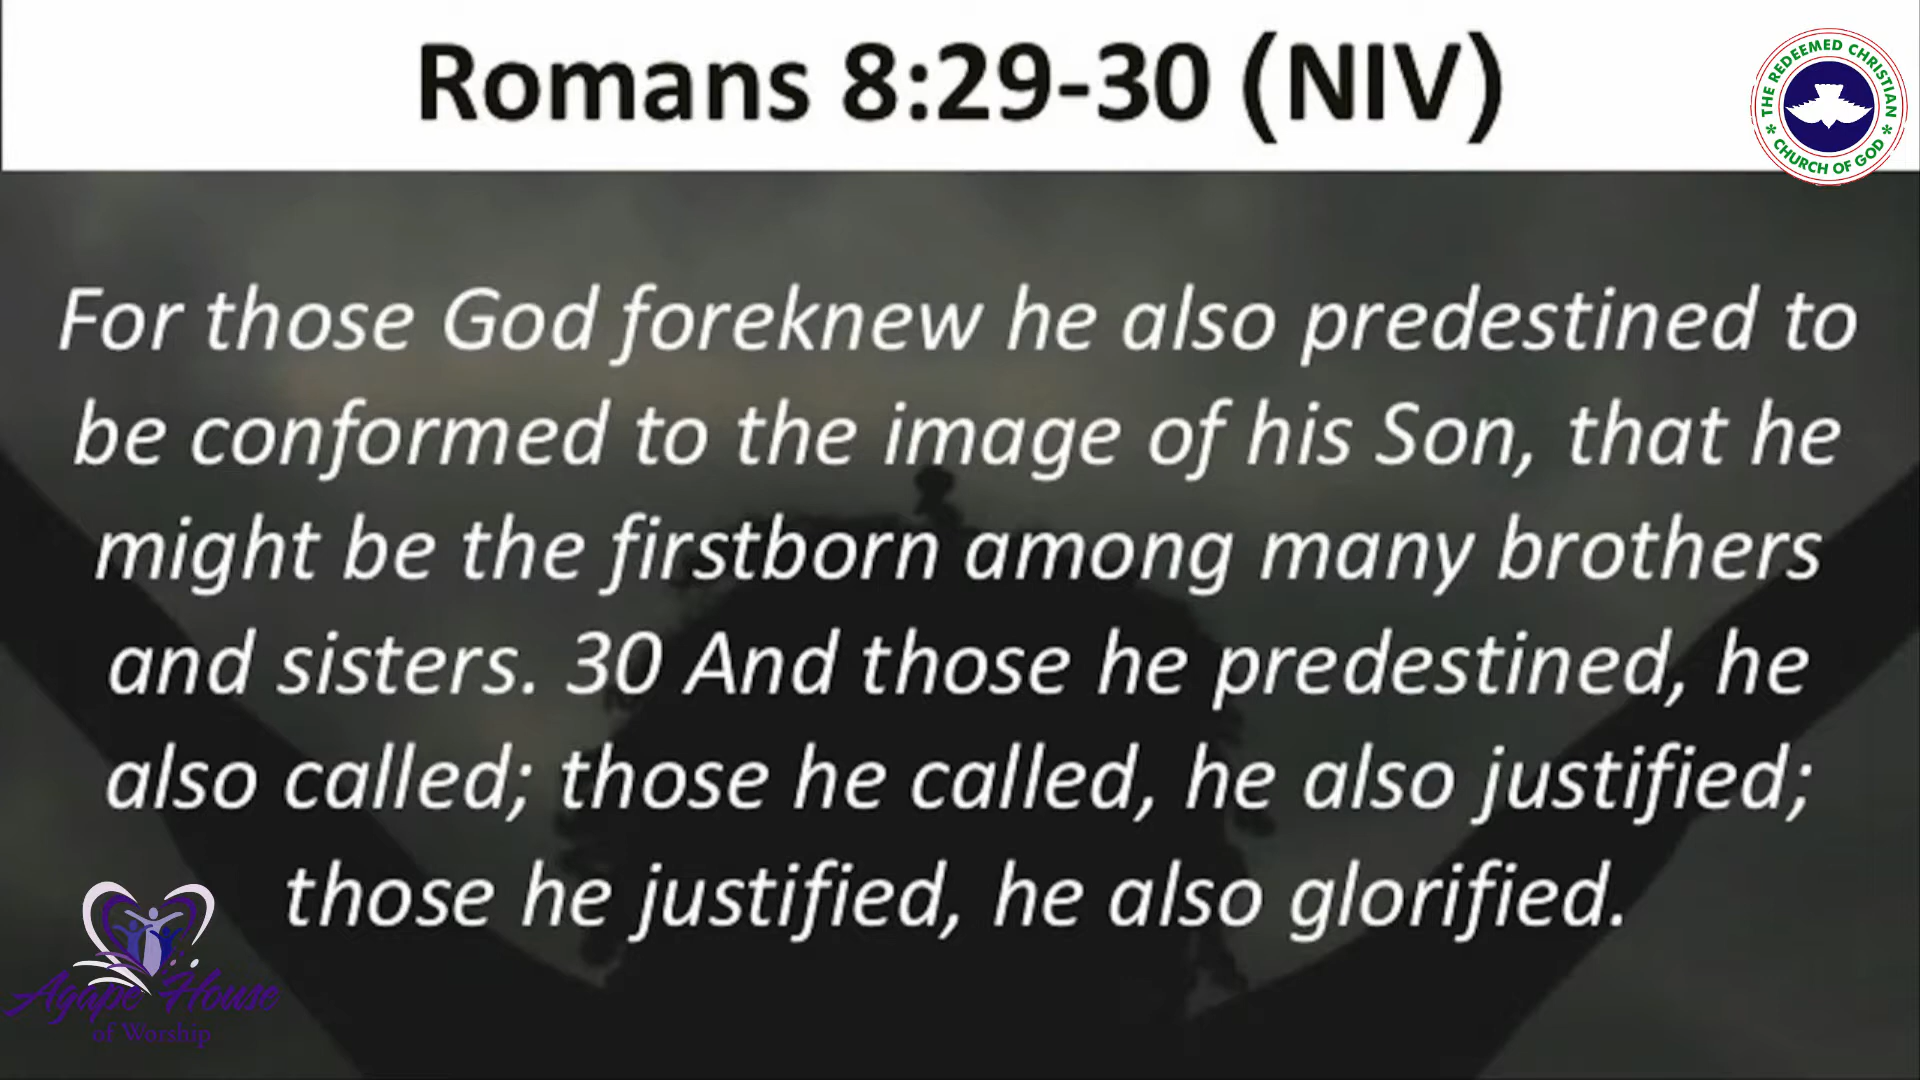 Romans 8:29-30 (NIV)
THE REDEEMED CHRISTIAN
* CHURCH OF GOD *
For those God foreknew he also predestined to
be conformed to the image of his Son, that he
might be the firstborn among many brothers
and sisters. 30 And those he predestined, he
also called; those he called, he also justified;
those he justified, he also glorified.
Agape House
of Worship